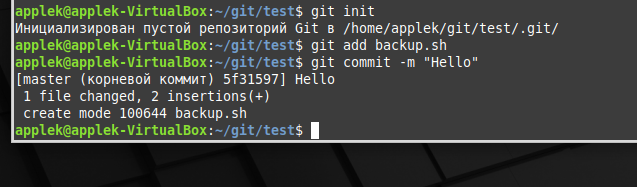 applek@applek-VirtualBox:~/git/test$ git init
Инициализирован пустой репозиторий Git в /home/applek/git/test/.git/
applek@applek-VirtualBox:~/git/test$ git add backup.sh
applek@applek-VirtualBox:~/git/test$ git commit -m "Hello"
[master (корневой коммит) 5f31597] Hello
 1 file changed, 2 insertions(+)
 create mode 100644 backup.sh
applek@applek-VirtualBox:~/git/test$